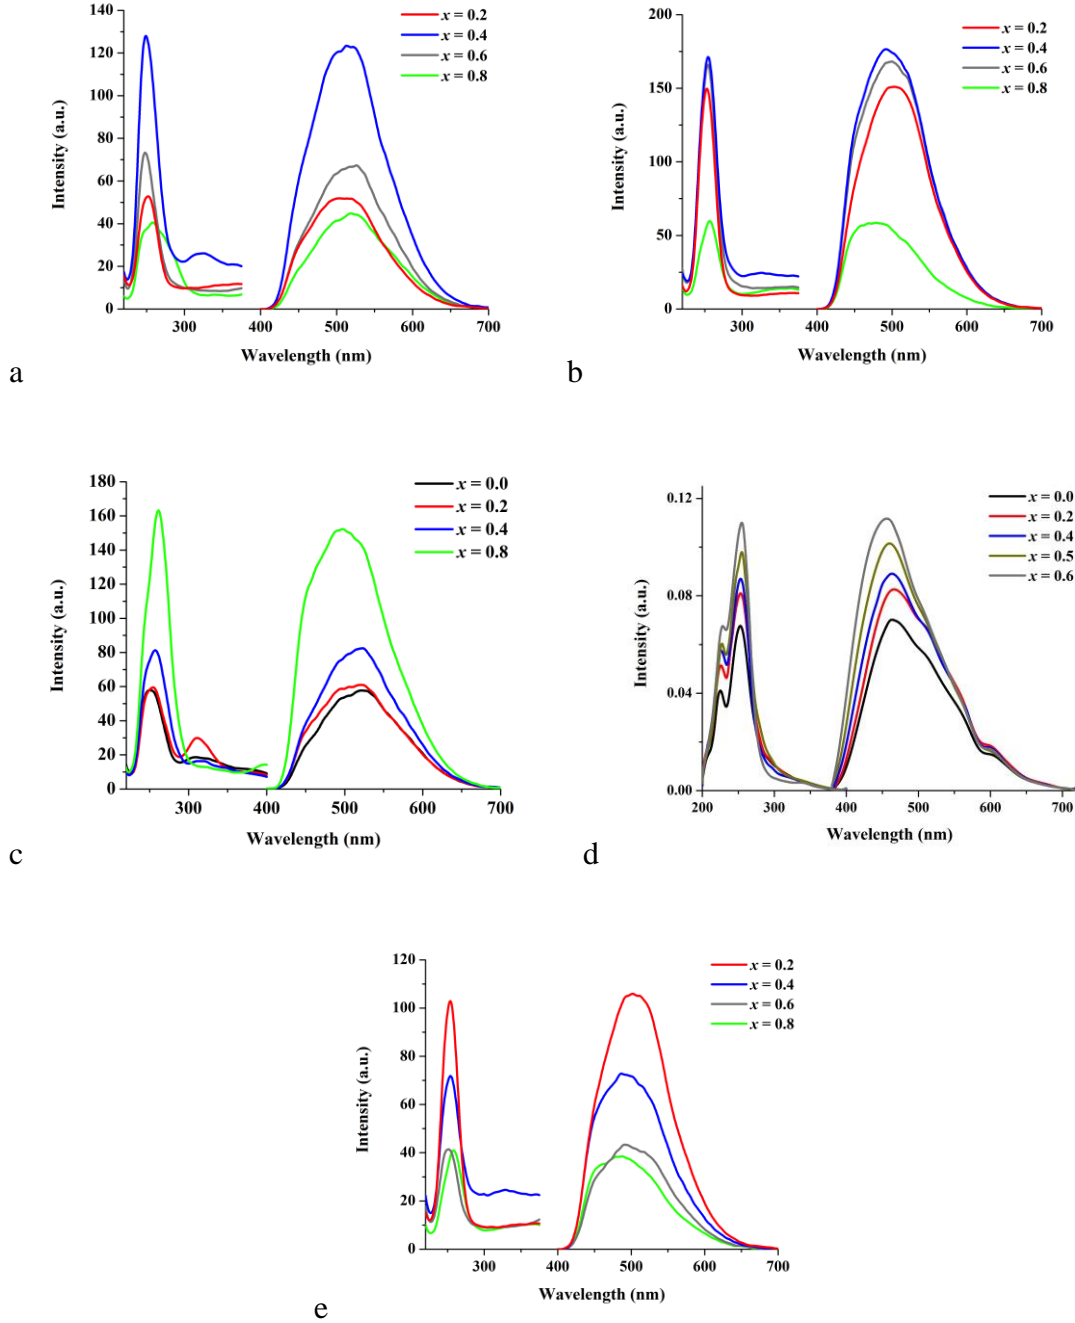 140
120
100
80
60
40
20
0
300
400
500
600
700
Intensity (a.u.)
Wavelength (nm)
x = 0.2
x = 0.4
x = 0.6
x = 0.8
a
200
150
100
50
0
300
400
500
600
700
Intensity (a.u.)
Wavelength (nm)
x = 0.2
x = 0.4
x = 0.6
x = 0.8
b
180
160
140
120
100
80
60
40
20
0
300
400
500
600
700
Intensity (a.u.)
Wavelength (nm)
x = 0.0
x = 0.2
x = 0.4
x = 0.8
c
0.12
0.08
0.04
0.00
200
300
400
500
600
700
Intensity (a.u.)
Wavelength (nm)
x = 0.0
x = 0.2
x = 0.4
x = 0.5
x = 0.6
d
120
100
80
60
40
20
0
300
400
500
600
700
Intensity (a.u.)
Wavelength (nm)
x = 0.2
x = 0.4
x = 0.6
x = 0.8
e